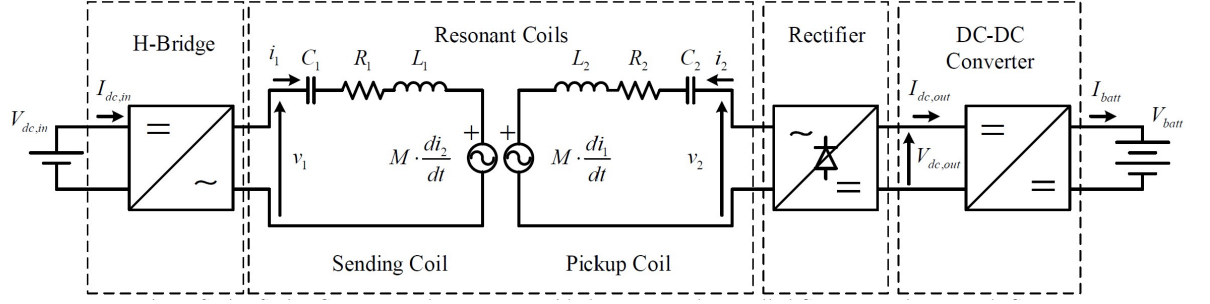 H-Bridge
Resonant Coils
Rectifier
DC-DC
Converter
V_dc,in
I_dc,in
i_1
C_1
R_1
L_1
L_2
R_2
C_2
i_2
I_dc,out
I_batt
V_batt
=
~
v_1
M · di_2/dt
+
~
+
~
M · di_1/dt
v_2
~
=
V_dc,out
=
=
Sending Coil
Pickup Coil